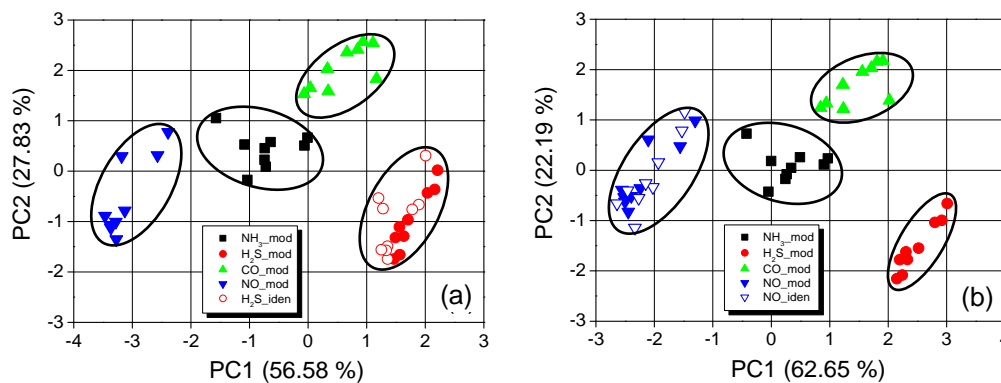 3
2
1
0
-1
-2
-3
PC2 (27.83 %)
-4 -3 -2 -1 0 1 2 3
PC1 (56.58 %)
NH₃_mod
H₂S_mod
CO_mod
NO_mod
H₂S_iden
(a)
3
2
1
0
-1
-2
-3
PC2 (22.19 %)
-3 -2 -1 0 1 2 3 4
PC1 (62.65 %)
NH₃_mod
H₂S_mod
CO_mod
NO_mod
NO_iden
(b)